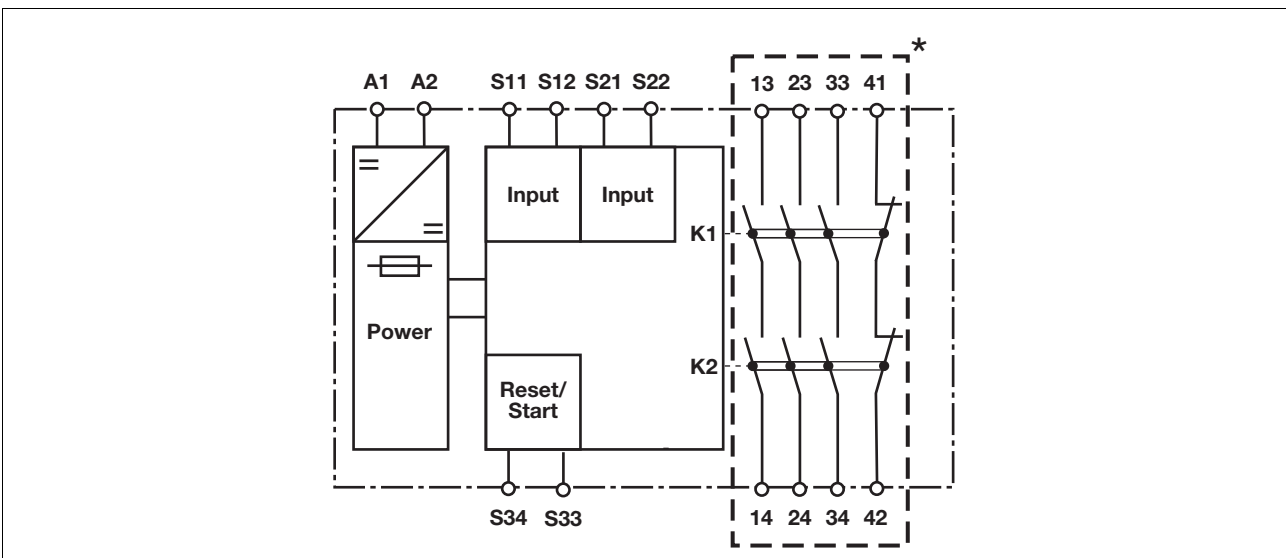 *
A1 A2 S11 S12 S21 S22 13 23 33 41
Input Input
K1
Power
K2
Reset/
Start
S34 S33 14 24 34 42